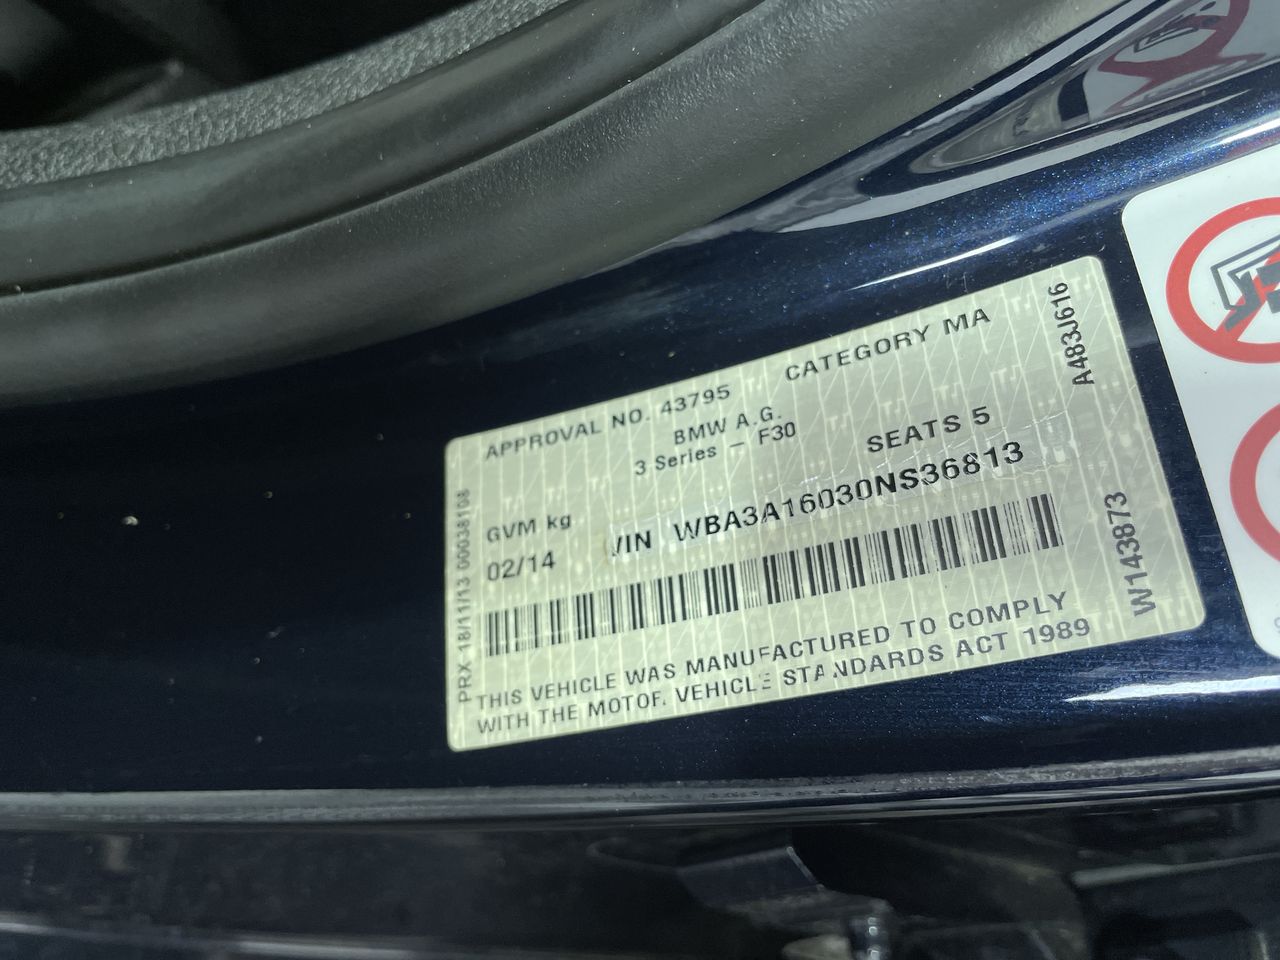 APPROVAL NO. 43795 CATEGORY MA
BMW A.G.
3 Series - F30
GVM kg SEATS 5
02/14 VIN WBA3A16030NS36813
THIS VEHICLE WAS MANUFACTURED TO COMPLY
WITH THE MOTOR VEHICLE STANDARDS ACT 1989
PRX 18/11/13 00038108
A483J616
W143873